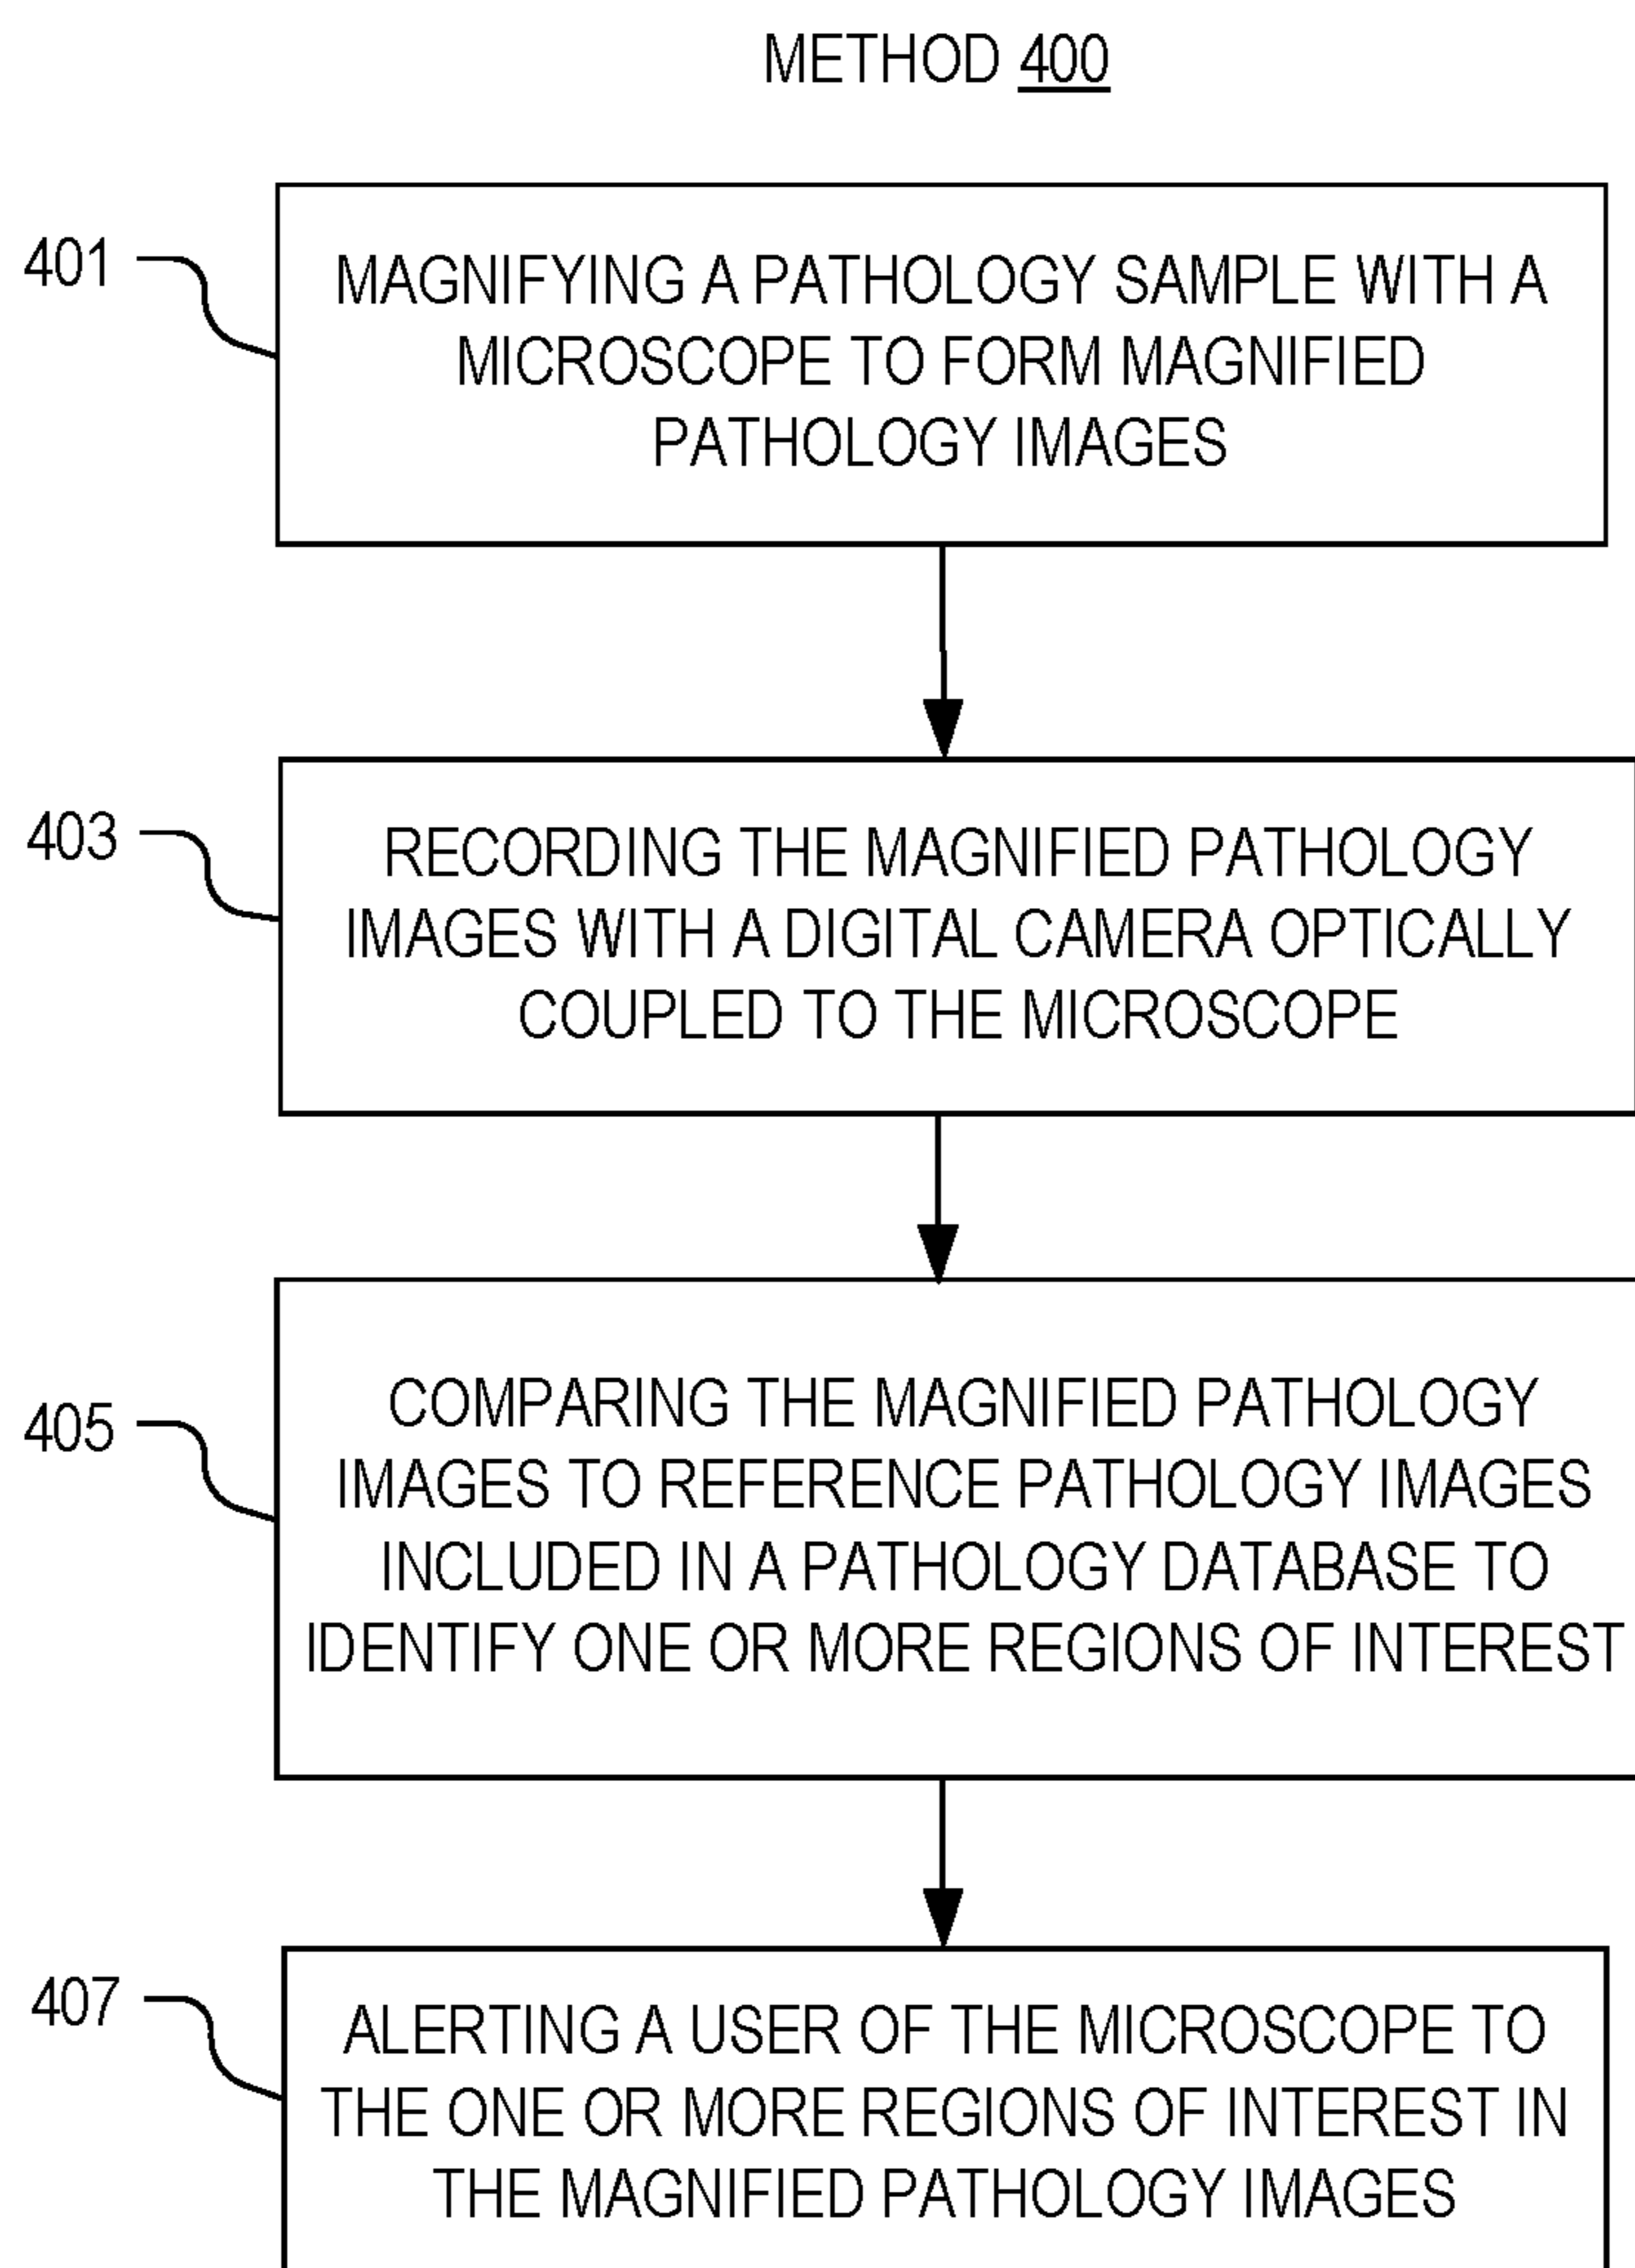 METHOD 400
401
MAGNIFYING A PATHOLOGY SAMPLE WITH A
MICROSCOPE TO FORM MAGNIFIED
PATHOLOGY IMAGES
403
RECORDING THE MAGNIFIED PATHOLOGY
IMAGES WITH A DIGITAL CAMERA OPTICALLY
COUPLED TO THE MICROSCOPE
405
COMPARING THE MAGNIFIED PATHOLOGY
IMAGES TO REFERENCE PATHOLOGY IMAGES
INCLUDED IN A PATHOLOGY DATABASE TO
IDENTIFY ONE OR MORE REGIONS OF INTEREST
407
ALERTING A USER OF THE MICROSCOPE TO
THE ONE OR MORE REGIONS OF INTEREST IN
THE MAGNIFIED PATHOLOGY IMAGES